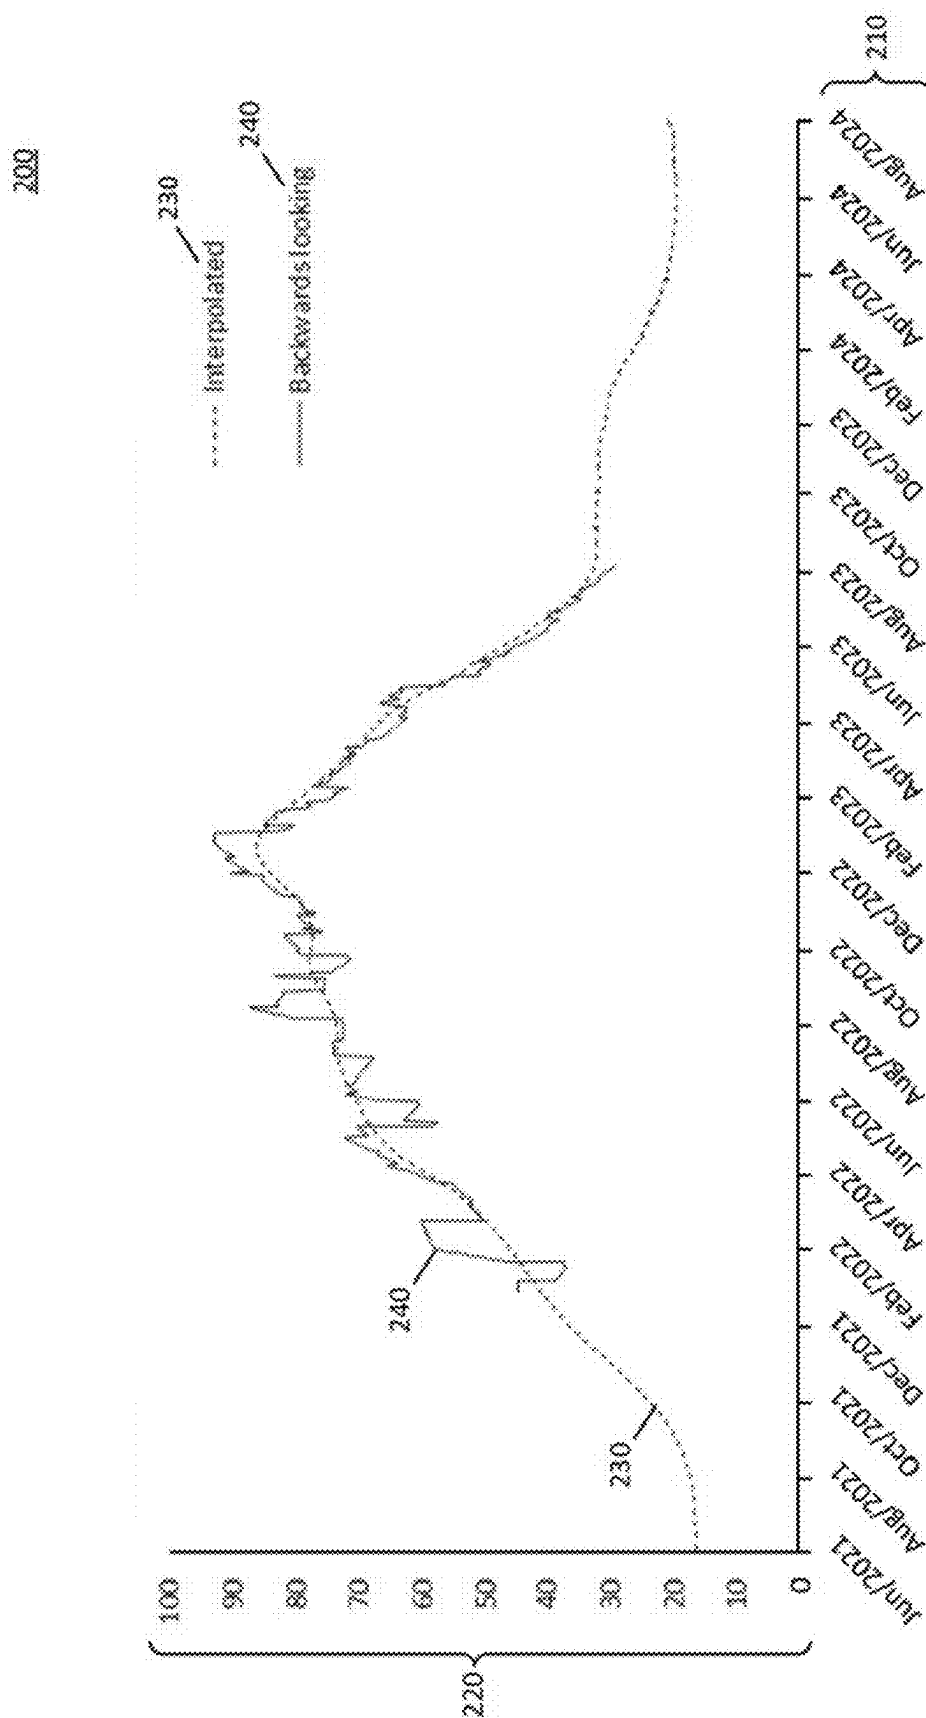 200
230
Interpolated
240
Backwards looking
240
230
220
100
90
80
70
60
50
40
30
20
10
0
Jun/2021
Aug/2021
Oct/2021
Dec/2021
Feb/2022
Apr/2022
Jun/2022
Aug/2022
Oct/2022
Dec/2022
Feb/2023
Apr/2023
Jun/2023
Aug/2023
Oct/2023
Dec/2023
Feb/2024
Apr/2024
Jun/2024
Aug/2024
210